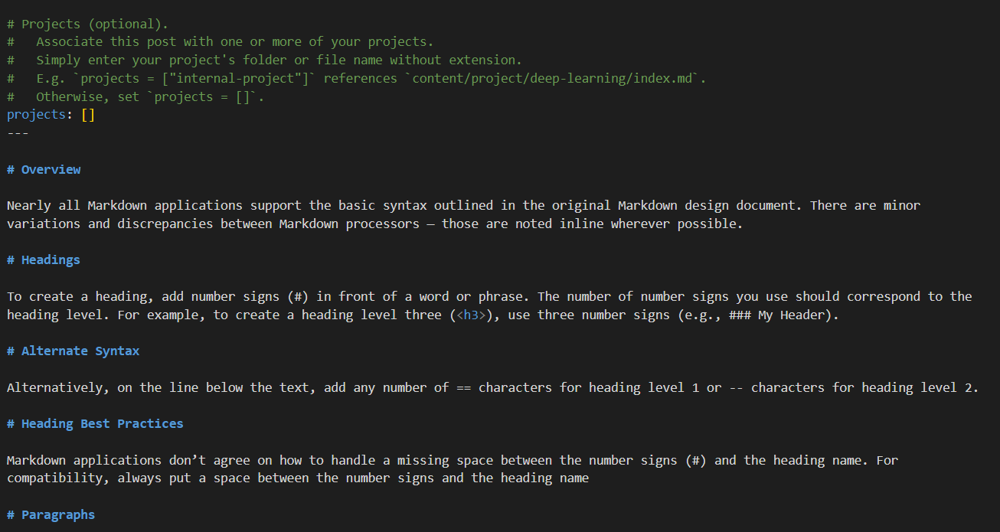 # Projects (optional).
#   Associate this post with one or more of your projects.
#   Simply enter your project's folder or file name without extension.
#   E.g. `projects = ["internal-project"]` references `content/project/deep-learning/index.md`.
#   Otherwise, set `projects = []`.
projects: []
---
# Overview
Nearly all Markdown applications support the basic syntax outlined in the original Markdown design document. There are minor
variations and discrepancies between Markdown processors — those are noted inline wherever possible.
# Headings
To create a heading, add number signs (#) in front of a word or phrase. The number of number signs you use should correspond to the
heading level. For example, to create a heading level three (<h3>), use three number signs (e.g., ### My Header).
# Alternate Syntax
Alternatively, on the line below the text, add any number of == characters for heading level 1 or -- characters for heading level 2.
# Heading Best Practices
Markdown applications don’t agree on how to handle a missing space between the number signs (#) and the heading name. For
compatibility, always put a space between the number signs and the heading name
# Paragraphs